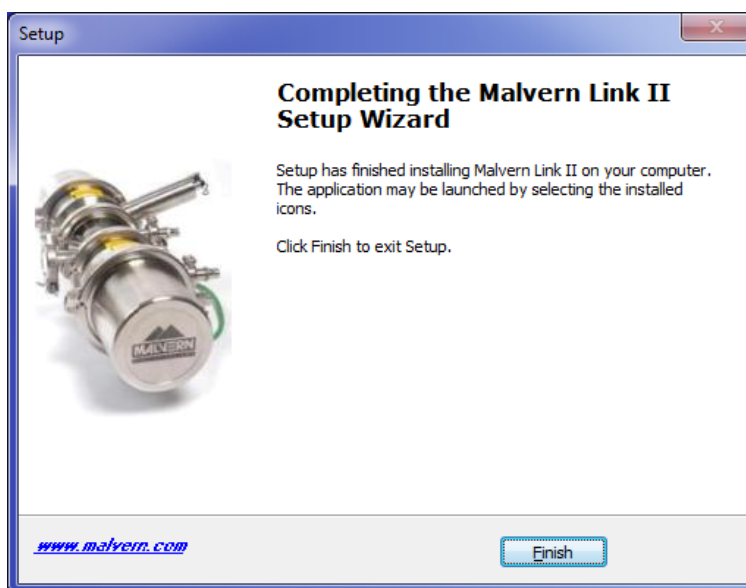 Setup
Completing the Malvern Link II
Setup Wizard
Setup has finished installing Malvern Link II on your computer.
The application may be launched by selecting the installed
icons.
Click Finish to exit Setup.
MALVERN
www.malvern.com
Finish